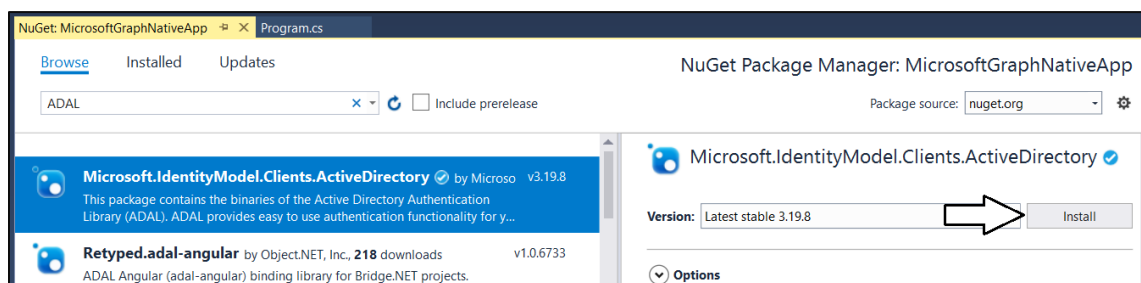 NuGet: MicrosoftGraphNativeApp Program.cs
Browse Installed Updates
NuGet Package Manager: MicrosoftGraphNativeApp
ADAL Include prerelease
Package source: nuget.org
Microsoft.IdentityModel.Clients.ActiveDirectory by Microso v3.19.8
This package contains the binaries of the Active Directory Authentication
Library (ADAL). ADAL provides easy to use authentication functionality for y...
Retyped.adal-angular by Object.NET, Inc., 218 downloads v1.0.6733
ADAL Angular (adal-angular) binding library for Bridge.NET projects.
Microsoft.IdentityModel.Clients.ActiveDirectory
Version: Latest stable 3.19.8 Install
Options